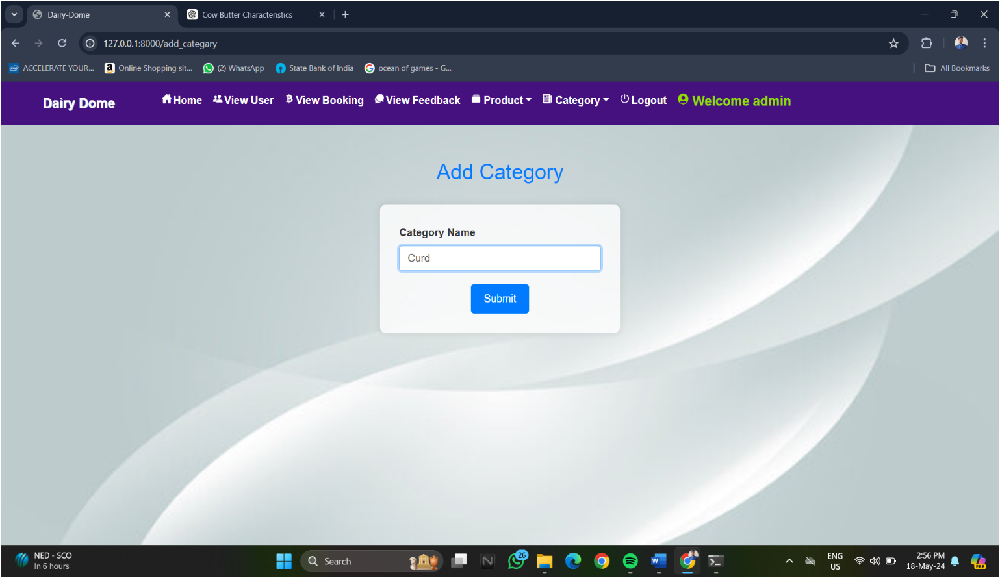 Dairy-Dome
Cow Butter Characteristics
127.0.0.1:8000/add_categary
ACCELERATE YOUR...
Online Shopping sit...
(2) WhatsApp
State Bank of India
ocean of games - G...
All Bookmarks
Dairy Dome
Home
View User
View Booking
View Feedback
Product
Category
Logout
Welcome admin
Add Category
Category Name
Curd
Submit
NED - SCO
In 6 hours
Search
26
ENG
US
2:56 PM
18-May-24
PRE